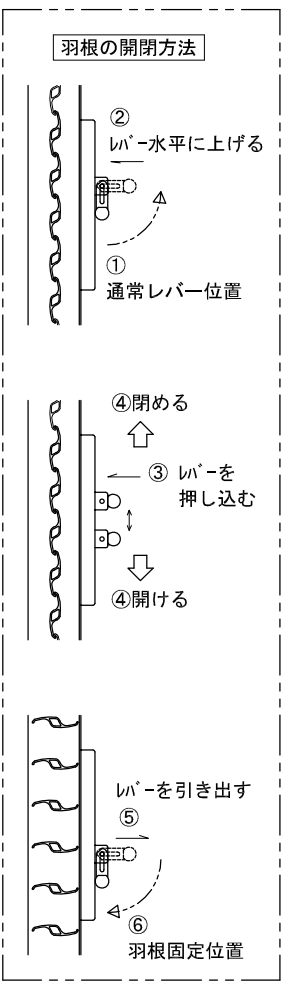 羽根の開閉方法
②
ﾚﾊﾞｰ水平に上げる
①
通常レバー位置
④閉める
③ ﾚﾊﾞｰを
押し込む
④開ける
ﾚﾊﾞｰを引き出す
⑤
⑥
羽根固定位置